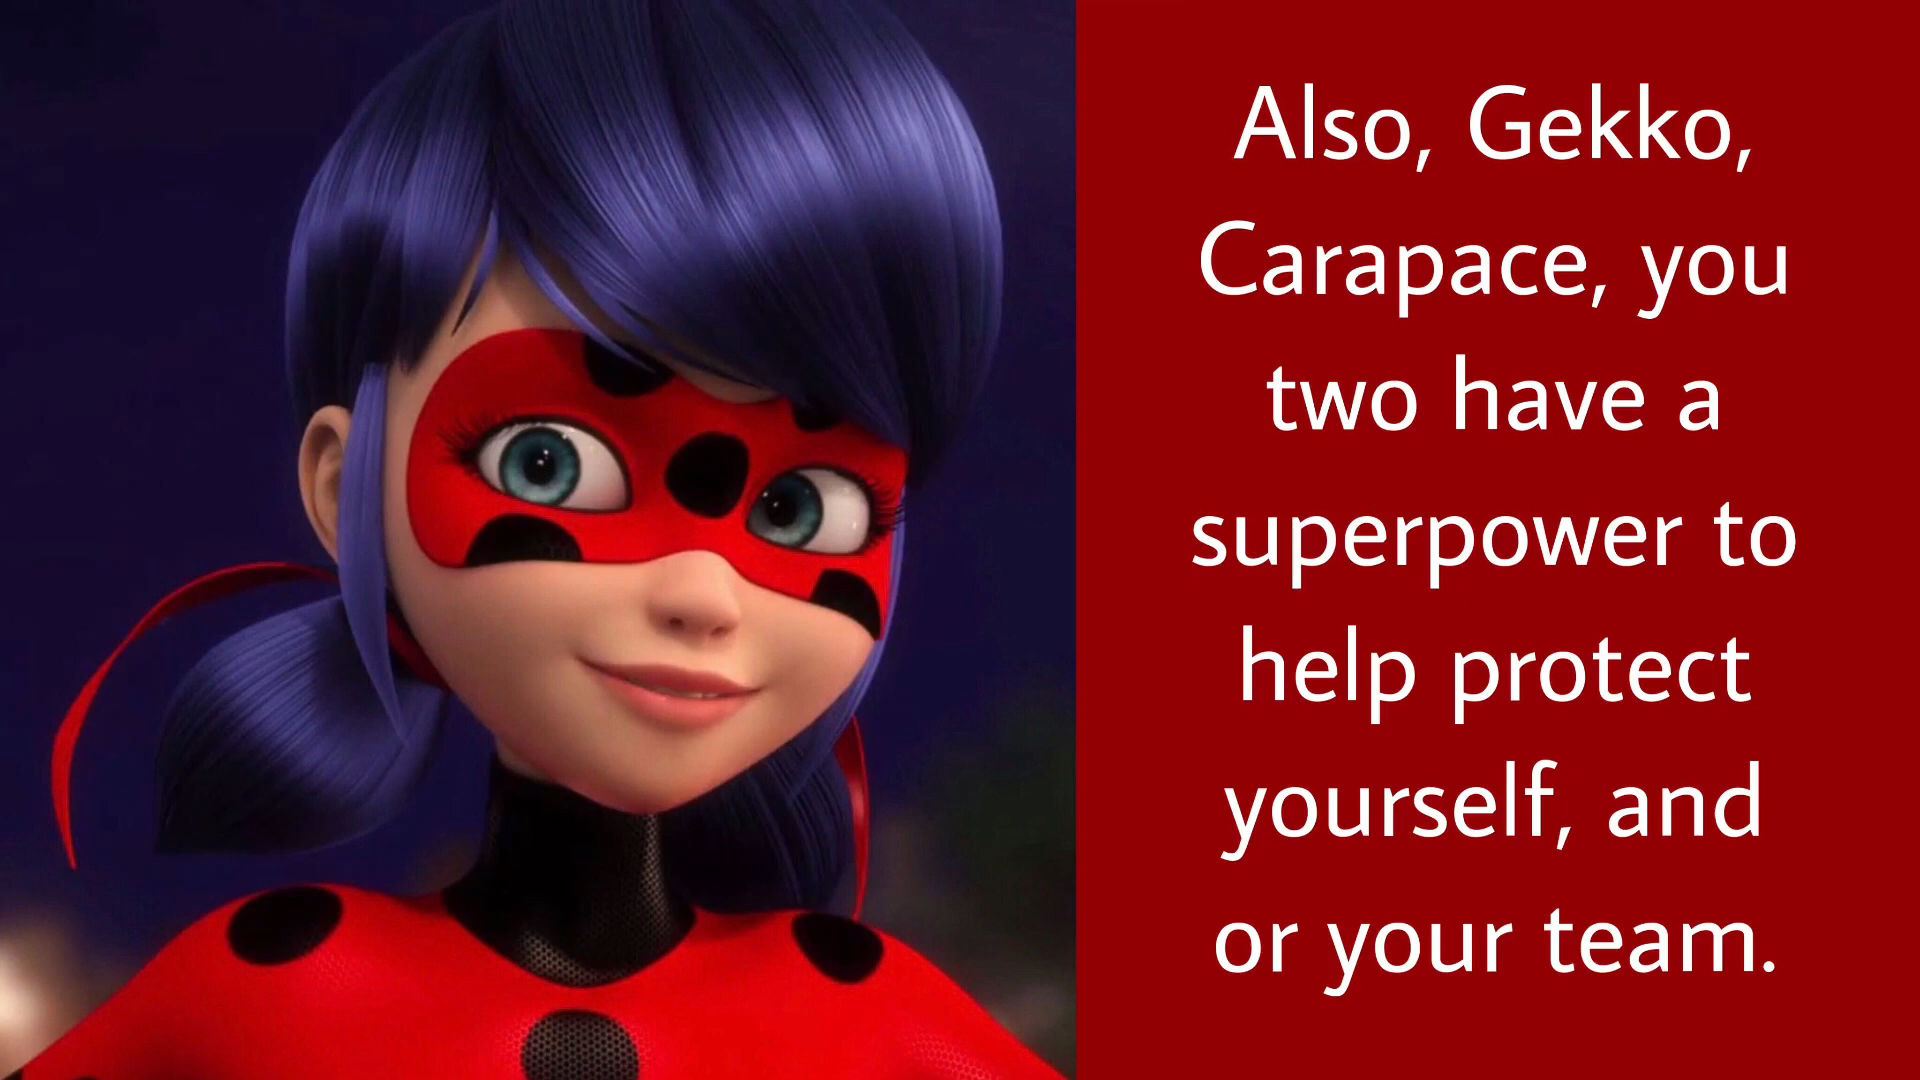 Also, Gekko,
Carapace, you
two have a
superpower to
help protect
yourself, and
or your team.